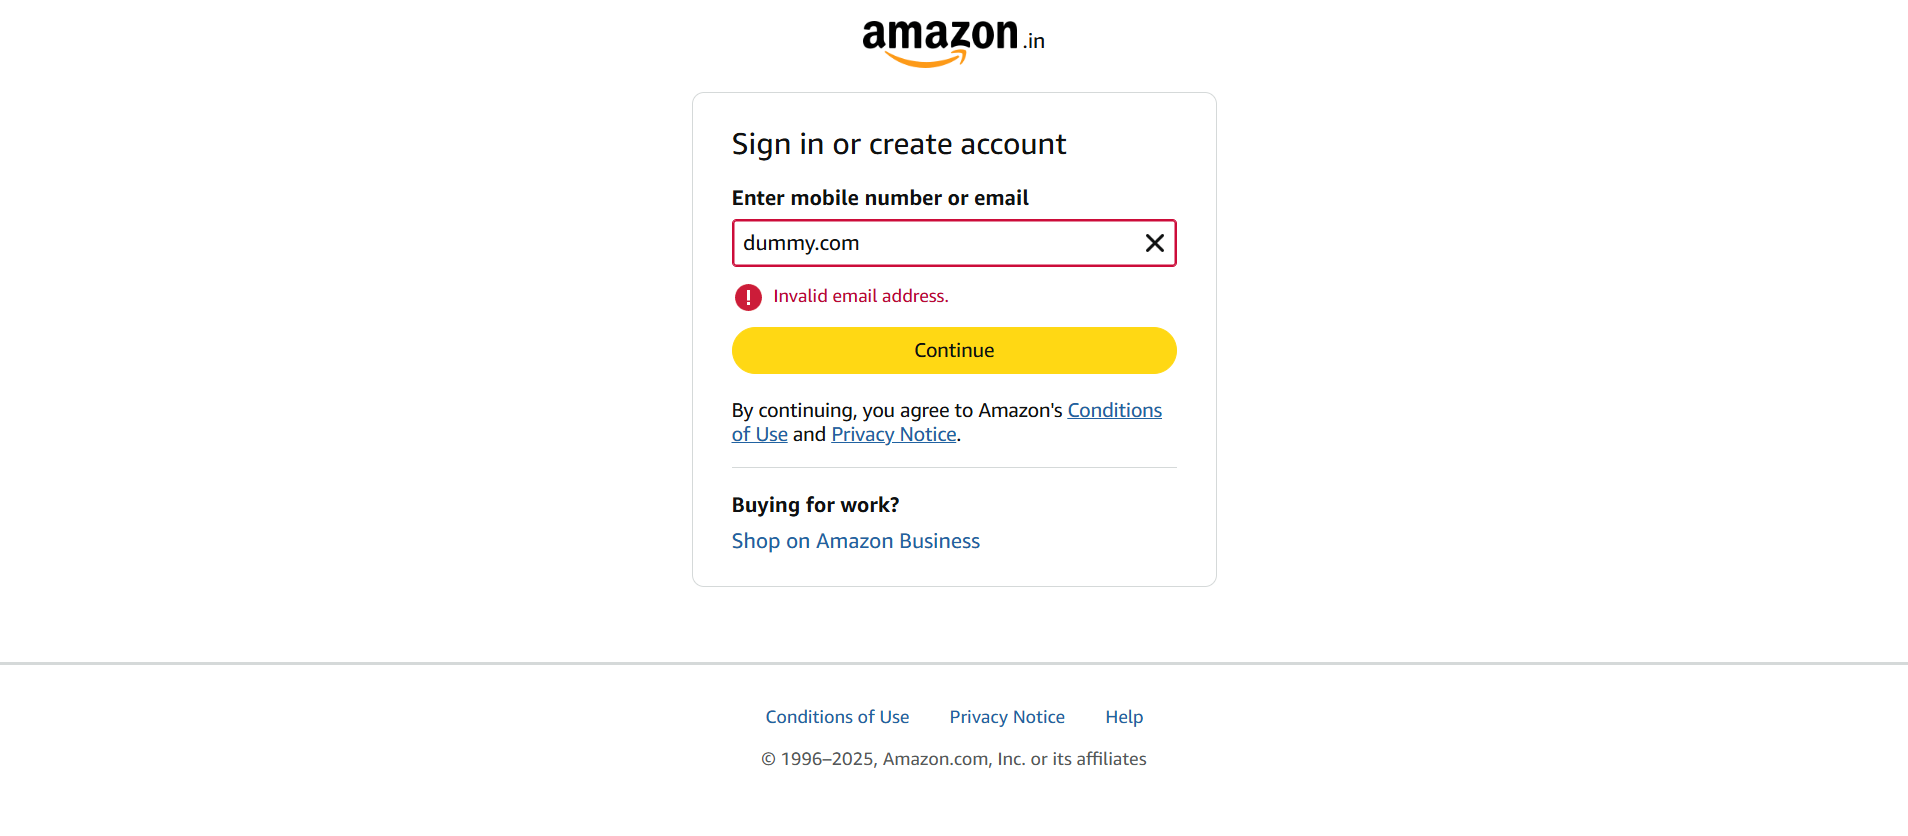 amazon.in
Sign in or create account
Enter mobile number or email
dummy.com
Invalid email address.
Continue
By continuing, you agree to Amazon's Conditions
of Use and Privacy Notice.
Buying for work?
Shop on Amazon Business
Conditions of Use Privacy Notice Help
© 1996–2025, Amazon.com, Inc. or its affiliates